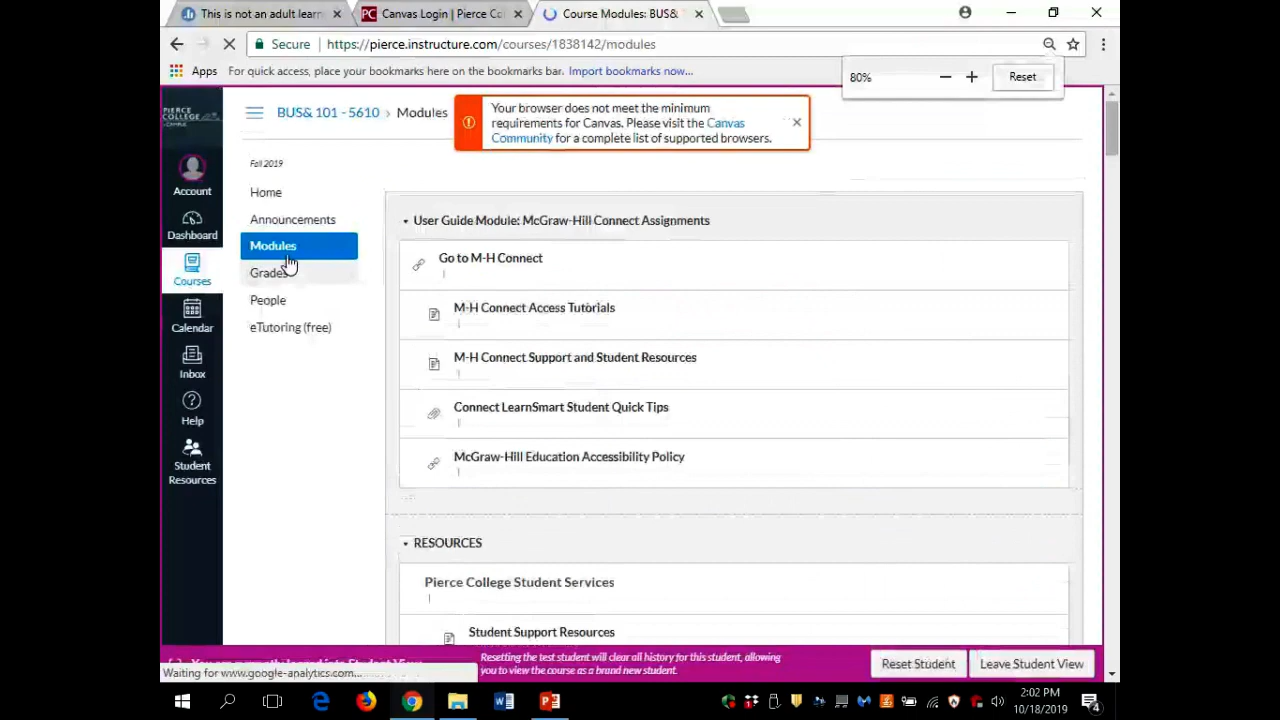 This is not an adult learn
Canvas Login | Pierce Co
Course Modules: BUS&
Secure
https://pierce.instructure.com/courses/1838142/modules
Apps
For quick access, place your bookmarks here on the bookmarks bar. Import bookmarks now...
80%
Reset
PIERCE
COLLEGE
BUS& 101 - 5610
Modules
Your browser does not meet the minimum
requirements for Canvas. Please visit the Canvas
Community for a complete list of supported browsers.
Account
Dashboard
Courses
Calendar
Inbox
Help
Student
Resources
Fall 2019
Home
Announcements
Modules
Grades
People
eTutoring (free)
User Guide Module: McGraw-Hill Connect Assignments
Go to M-H Connect
M-H Connect Access Tutorials
M-H Connect Support and Student Resources
Connect LearnSmart Student Quick Tips
McGraw-Hill Education Accessibility Policy
RESOURCES
Pierce College Student Services
Student Support Resources
Resetting the test student will clear all history for this student, allowing
you to view the course as a brand new student.
Reset Student
Leave Student View
Waiting for www.google-analytics.com...
2:02 PM
10/18/2019
4